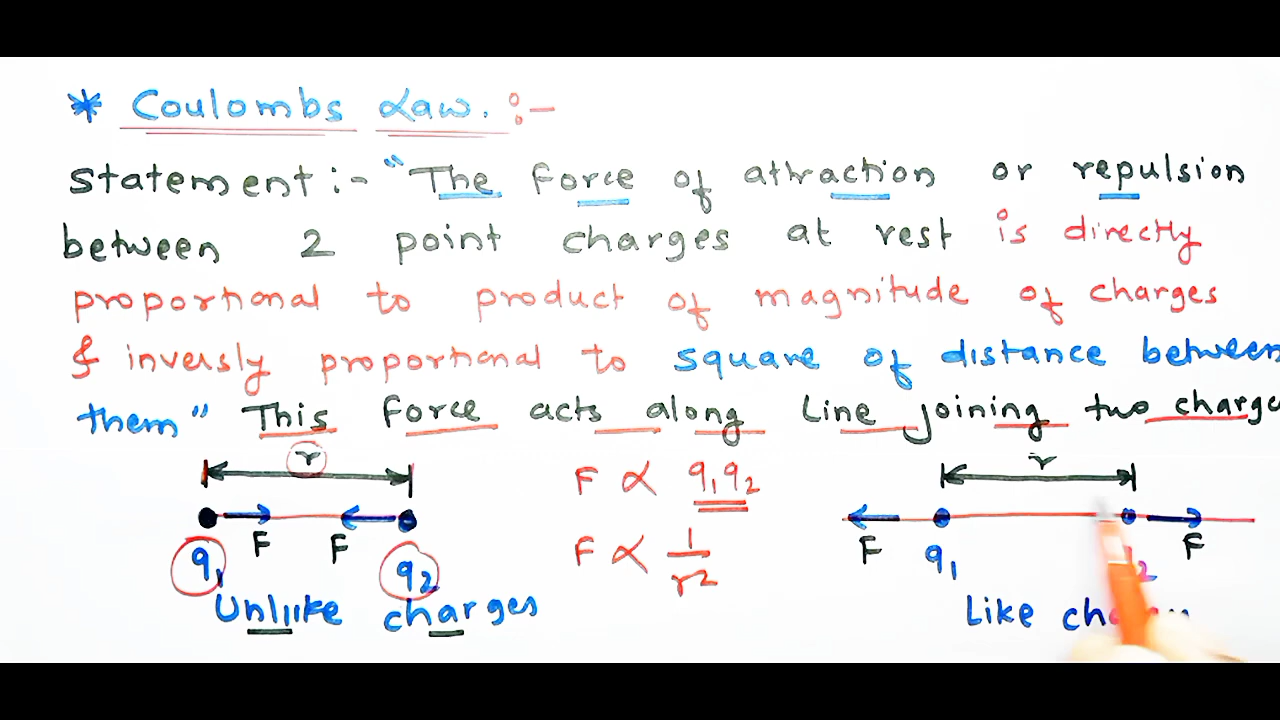 * Coulombs Law. :-
Statement :- "The force of attraction or repulsion
between 2 point charges at rest is directly
proportional to product of magnitude of charges
& inversly proportional to square of distance between
them" This force acts along Line joining two charge
r
r
F ∝ q₁q₂
F F
F ∝ 1/r²
F F
q₁ q₂
q₁ 2
Unlike charges
Like